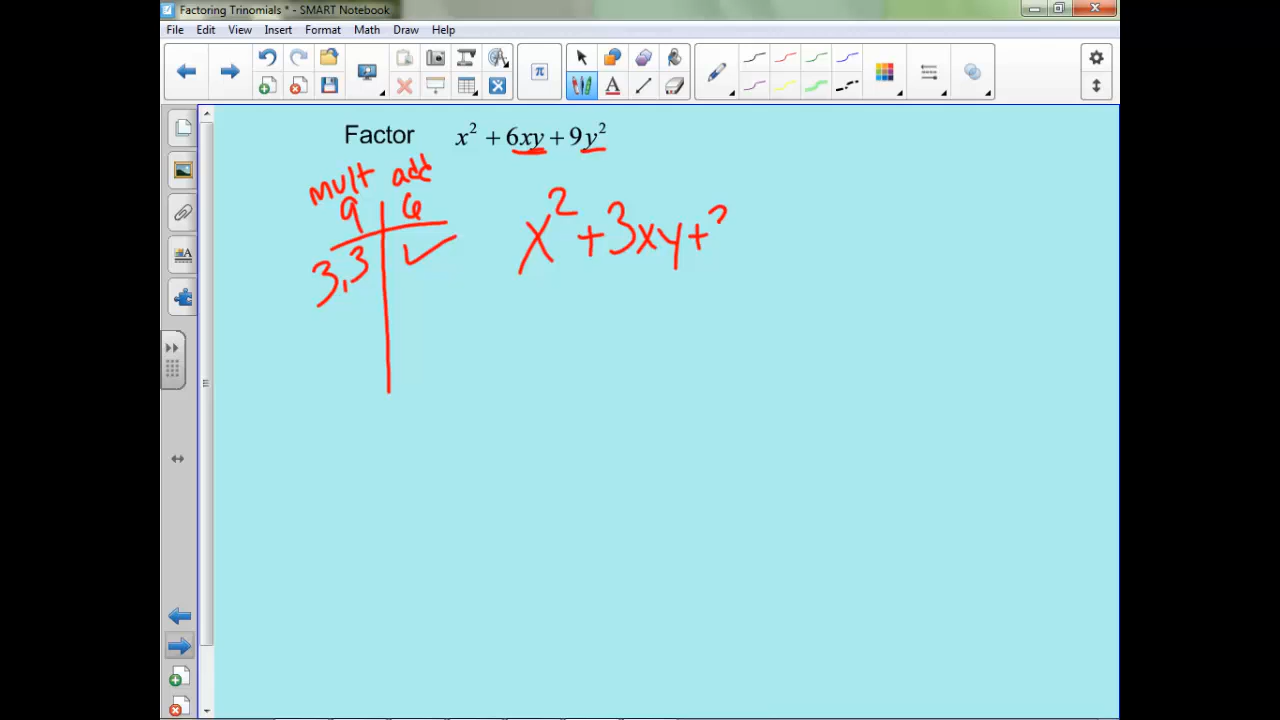 Factoring Trinomials * - SMART Notebook
File Edit View Insert Format Math Draw Help
π A
Factor x² + 6xy + 9y²
mult add
9 6
3,3 ✓
x² + 3xy +